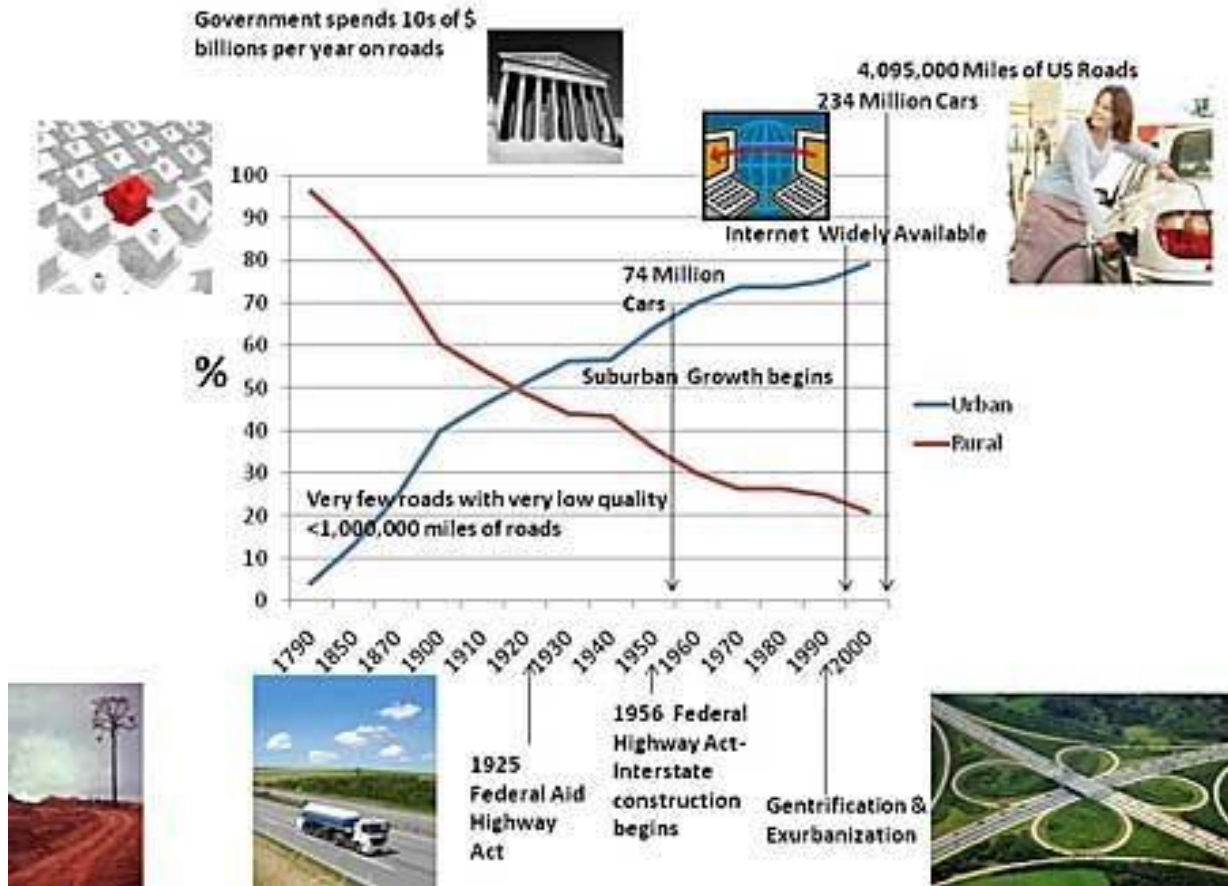 Government spends 10s of $
billions per year on roads
4,095,000 Miles of US Roads
234 Million Cars
Internet Widely Available
74 Million
Cars
Suburban Growth begins
Very few roads with very low quality
<1,000,000 miles of roads
%
100
90
80
70
60
50
40
30
20
10
0
Urban
Rural
1790
1850
1870
1900
1910
1920
1930
1940
1950
1960
1970
1980
1990
2000
1925
Federal Aid
Highway
Act
1956 Federal
Highway Act-
Interstate
construction
begins
Gentrification &
Exurbanization